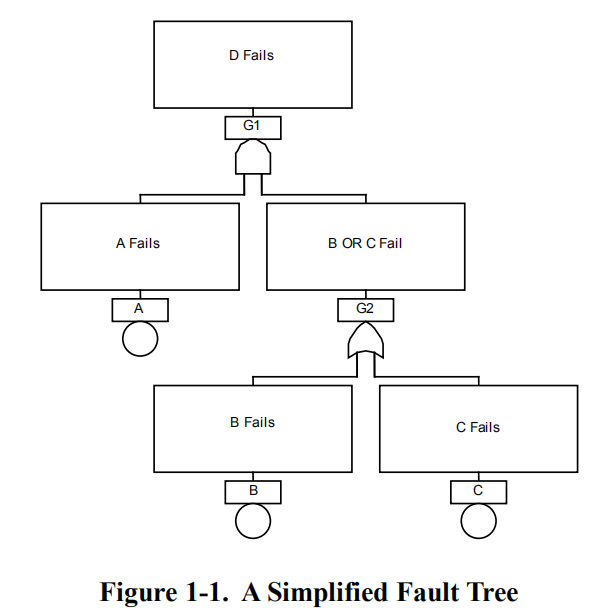 D Fails
G1
A Fails
B OR C Fail
A
G2
B Fails
C Fails
B
C
Figure 1-1. A Simplified Fault Tree